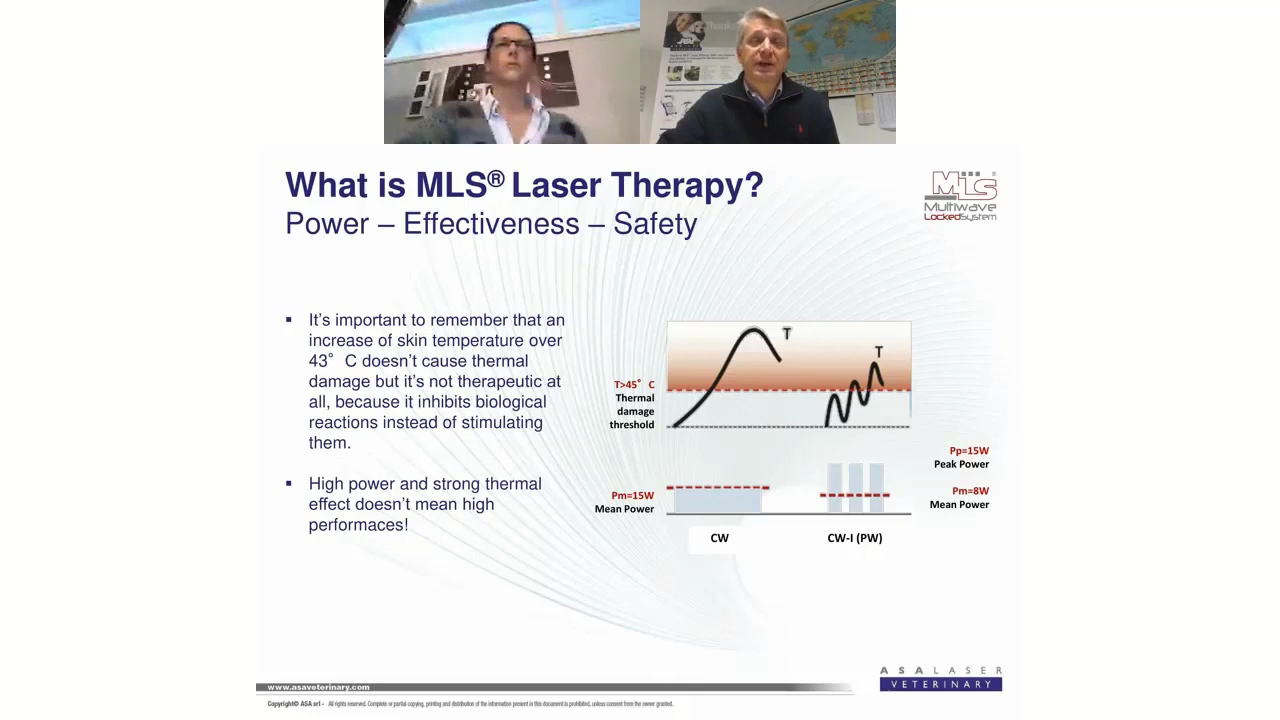 What is MLS® Laser Therapy?
Power – Effectiveness – Safety
MLS®
Multiwave
LockedSystem
▪ It’s important to remember that an
increase of skin temperature over
43° C doesn’t cause thermal
damage but it’s not therapeutic at
all, because it inhibits biological
reactions instead of stimulating
them.
▪ High power and strong thermal
effect doesn’t mean high
performaces!
T
T
T>45° C
Thermal
damage
threshold
Pp=15W
Peak Power
Pm=15W
Mean Power
Pm=8W
Mean Power
CW
CW-I (PW)
ASALASER
VETERINARY
www.asaveterinary.com
Copyright© ASA srl - All rights reserved. Complete or partial copying, printing and distribution of the information present in this document is prohibited, unless consent from the owner granted.